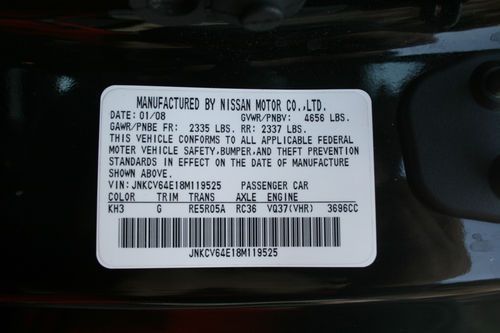 MANUFACTURED BY NISSAN MOTOR CO.,LTD.
DATE: 01/08 GVWR/PNBV: 4656 LBS.
GAWR/PNBE FR: 2335 LBS. RR: 2337 LBS.
THIS VEHICLE CONFORMS TO ALL APPLICABLE FEDERAL
MOTOR VEHICLE SAFETY,BUMPER,AND THEFT PREVENTION
STANDARDS IN EFFECT ON THE DATE OF MANUFACTURE
SHOWN ABOVE.
VIN: JNKCV64E18M119525 PASSENGER CAR
COLOR TRIM TRANS AXLE ENGINE
KH3 G RE5R05A RC36 VQ37(VHR) 3696CC
JNKCV64E18M119525